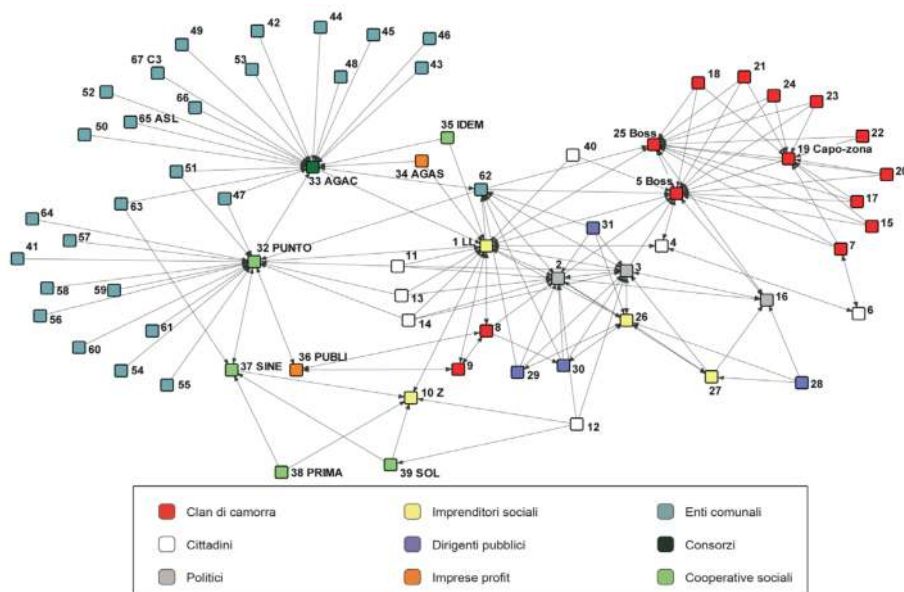 44
42
49
45
46
53
48
43
67 C3
52
66
65 ASL
50
35 IDEM
34 AGAS
33 AGAC
51
47
63
62
40
18
21
24
23
25 Boss
22
19 Capo-zona
20
5 Boss
17
15
7
6
64
57
41
32 PUNTO
58
59
56
61
60
54
55
1 LI
11
13
14
31
2
3
4
16
26
8
9
36 PUBLI
37 SINE
29
30
27
28
10 Z
12
38 PRIMA
39 SOL
Clan di camorra
Imprenditori sociali
Enti comunali
Cittadini
Dirigenti pubblici
Consorzi
Politici
Imprese profit
Cooperative sociali